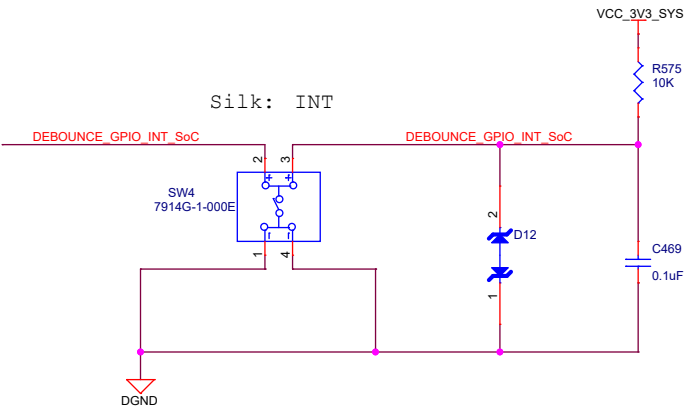 VCC_3V3_SYS
R575
10K
Silk: INT
DEBOUNCE_GPIO_INT_SoC
DEBOUNCE_GPIO_INT_SoC
2
3
SW4
7914G-1-000E
+
+
1
4
2
D12
1
C469
0.1uF
DGND